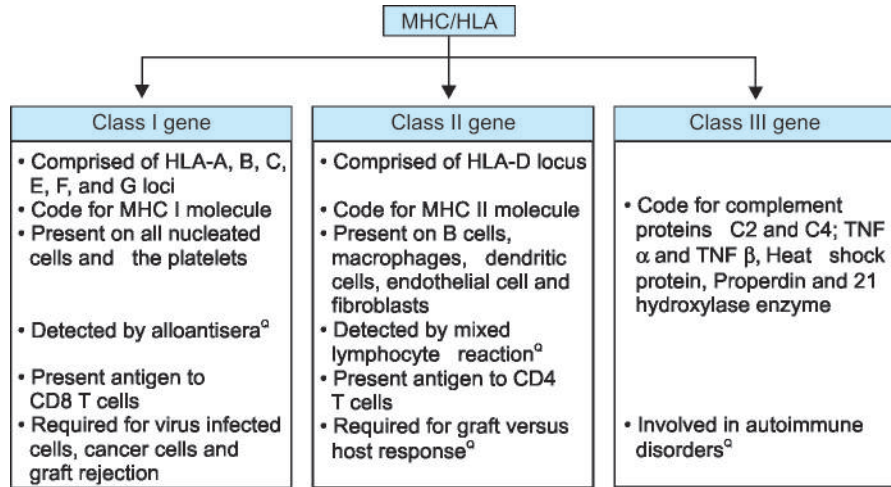 MHC/HLA
Class I gene
• Comprised of HLA-A, B, C,
E, F, and G loci
• Code for MHC I molecule
• Present on all nucleated
cells and the platelets
• Detected by alloantisera^Q
• Present antigen to
CD8 T cells
• Required for virus infected
cells, cancer cells and
graft rejection
Class II gene
• Comprised of HLA-D locus
• Code for MHC II molecule
• Present on B cells,
macrophages, dendritic
cells, endothelial cell and
fibroblasts
• Detected by mixed
lymphocyte reaction^Q
• Present antigen to CD4
T cells
• Required for graft versus
host response^Q
Class III gene
• Code for complement
proteins C2 and C4; TNF
α and TNF β, Heat shock
protein, Properdin and 21
hydroxylase enzyme
• Involved in autoimmune
disorders^Q